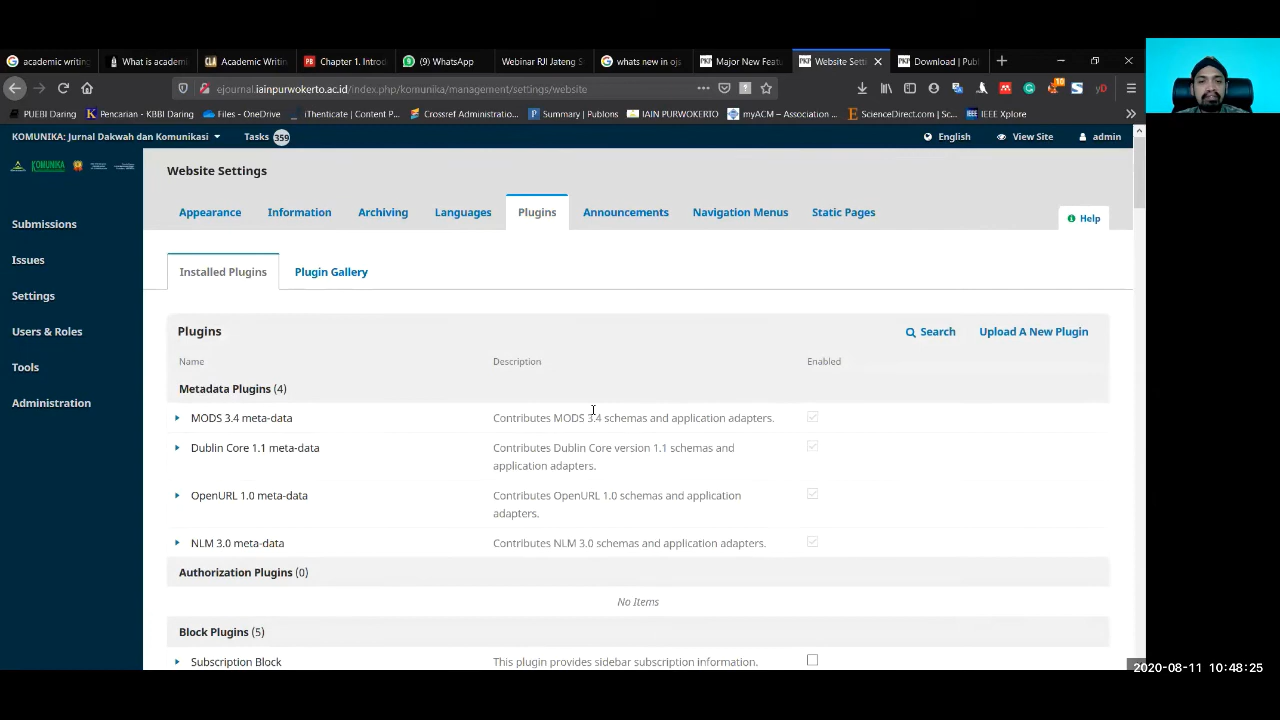 academic writing
What is academi
Academic Writin
Chapter 1. Introd
(9) WhatsApp
Webinar RJI Jateng S
whats new in ojs
Major New Featu
Website Setti
Download | Publ
ejournal.iainpurwokerto.ac.id/index.php/komunika/management/settings/website
PUEBI Daring
Pencarian - KBBI Daring
Files - OneDrive
iThenticate | Content P...
Crossref Administratio...
Summary | Publons
IAIN PURWOKERTO
myACM – Association ...
ScienceDirect.com | Sc...
IEEE Xplore
KOMUNIKA: Jurnal Dakwah dan Komunikasi
Tasks 359
English
View Site
admin
KOMUNIKA
Website Settings
Appearance
Information
Archiving
Languages
Plugins
Announcements
Navigation Menus
Static Pages
Help
Submissions
Issues
Settings
Users & Roles
Tools
Administration
Installed Plugins
Plugin Gallery
Plugins
Search
Upload A New Plugin
Name
Description
Enabled
Metadata Plugins (4)
MODS 3.4 meta-data
Contributes MODS 3.4 schemas and application adapters.
Dublin Core 1.1 meta-data
Contributes Dublin Core version 1.1 schemas and
application adapters.
OpenURL 1.0 meta-data
Contributes OpenURL 1.0 schemas and application
adapters.
NLM 3.0 meta-data
Contributes NLM 3.0 schemas and application adapters.
Authorization Plugins (0)
No Items
Block Plugins (5)
Subscription Block
This plugin provides sidebar subscription information.
2020-08-11 10:48:25